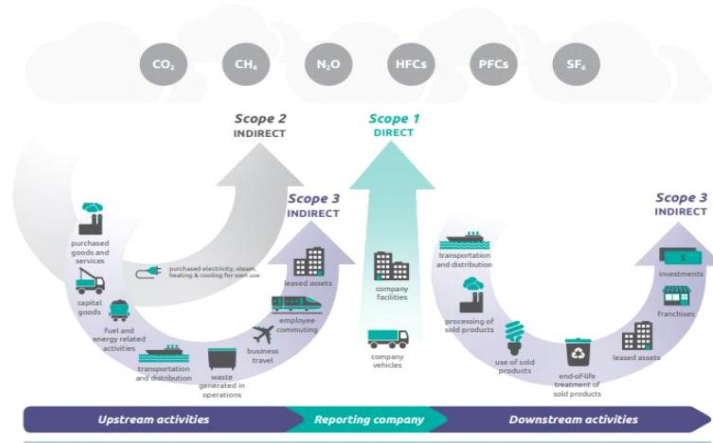 CO₂ CH₄ N₂O HFCs PFCs SF₆
Scope 2
INDIRECT
Scope 1
DIRECT
Scope 3
INDIRECT
Scope 3
INDIRECT
purchased
goods and
services
capital
goods
fuel and
energy related
activities
transportation
and distribution
waste
generated in
operations
business
travel
employee
commuting
leased assets
purchased electricity, steam,
heating & cooling for own use
company
facilities
company
vehicles
transportation
and distribution
processing of
sold products
use of sold
products
end-of-life
treatment of
sold products
leased assets
franchises
$
investments
Upstream activities
Reporting company
Downstream activities